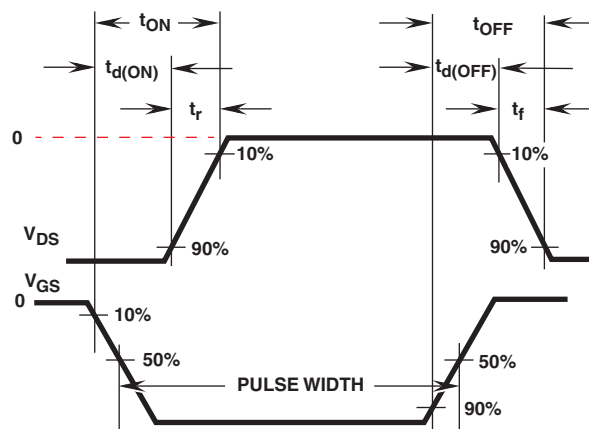 tON
tOFF
td(ON)
td(OFF)
tr
tf
0
10%
10%
VDS
90%
90%
VGS
0
10%
50%
50%
PULSE WIDTH
90%